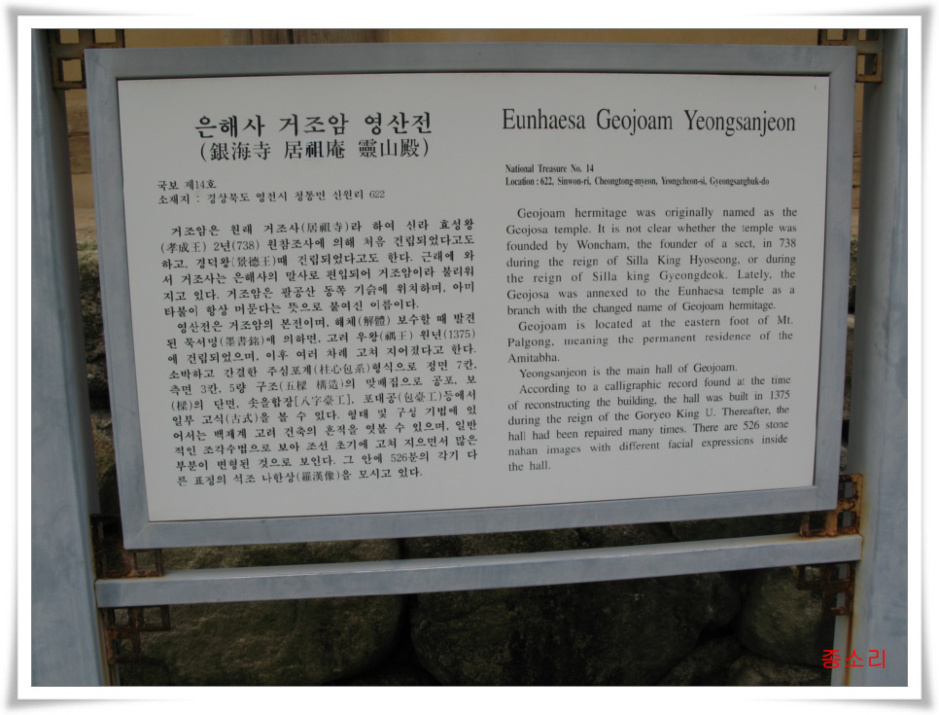 은해사 거조암 영산전
(銀海寺 居祖庵 靈山殿)
국보 제14호
소재지 : 경상북도 영천시 청통면 신원리 622
거조암은 원래 거조사(居祖寺)라 하여 신라 효성왕
(孝成王) 2년(738) 원참조사에 의해 처음 건립되었다고도
하고, 경덕왕(景德王)때 건립되었다고도 한다. 근래에 와
서 거조사는 은해사의 말사로 편입되어 거조암이라 불리워
지고 있다. 거조암은 팔공산 동쪽 기슭에 위치하며, 아미
타불이 항상 머문다는 뜻으로 붙여진 이름이다.
영산전은 거조암의 본전이며, 해체(解體) 보수할 때 발견
된 묵서명(墨書銘)에 의하면, 고려 우왕(禑王) 원년(1375)
에 건립되었으며, 이후 여러 차례 고쳐 지어졌다고 한다.
소박하고 간결한 주심포계(柱心包系)형식으로 정면 7칸,
측면 3칸, 5량 구조(五樑 構造)의 맞배집으로 공포, 보
(樑)의 단면, 솟을합장[八字臺工], 포대공(包臺工)등에서
일부 고식(古式)을 볼 수 있다. 형태 및 구성 기법에 있
어서는 백제계 고려 건축의 흔적을 엿볼 수 있으며, 일반
적인 조각수법으로 보아 조선 초기에 고쳐 지으면서 많은
부분이 변형된 것으로 보인다. 그 안에 526분의 각기 다
른 표정의 석조 나한상(羅漢像)을 모시고 있다.
Eunhaesa Geojoam Yeongsanjeon
National Treasure No. 14
Location : 622, Sinwon-ri, Cheongtong-myeon, Yeongcheon-si, Gyeongsangbuk-do
Geojoam hermitage was originally named as the
Geojosa temple. It is not clear whether the temple was
founded by Woncham, the founder of a sect, in 738
during the reign of Silla King Hyoseong, or during
the reign of Silla king Gyeongdeok. Lately, the
Geojosa was annexed to the Eunhaesa temple as a
branch with the changed name of Geojoam hermitage.
Geojoam is located at the eastern foot of Mt.
Palgong, meaning the permanent residence of the
Amitabha.
Yeongsanjeon is the main hall of Geojoam.
According to a calligraphic record found at the time
of reconstructing the building, the hall was built in 1375
during the reign of the Goryeo King U. Thereafter, the
hall had been repaired many times. There are 526 stone
nahan images with different facial expressions inside
the hall.
종소리